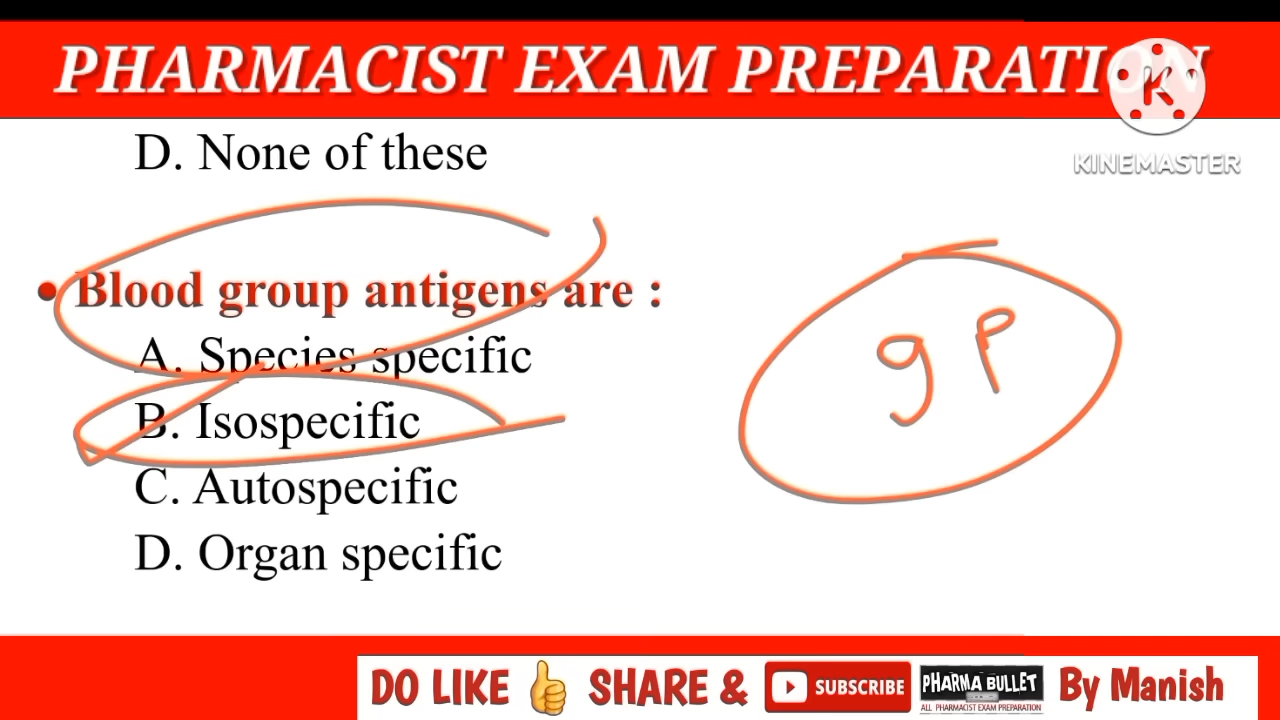 PHARMACIST EXAM PREPARATION
KINEMASTER
D. None of these
• Blood group antigens are :
A. Species specific
B. Isospecific
C. Autospecific
D. Organ specific
g P
DO LIKE SHARE & SUBSCRIBE PHARMA BULLET By Manish
ALL PHARMACIST EXAM PREPARATION